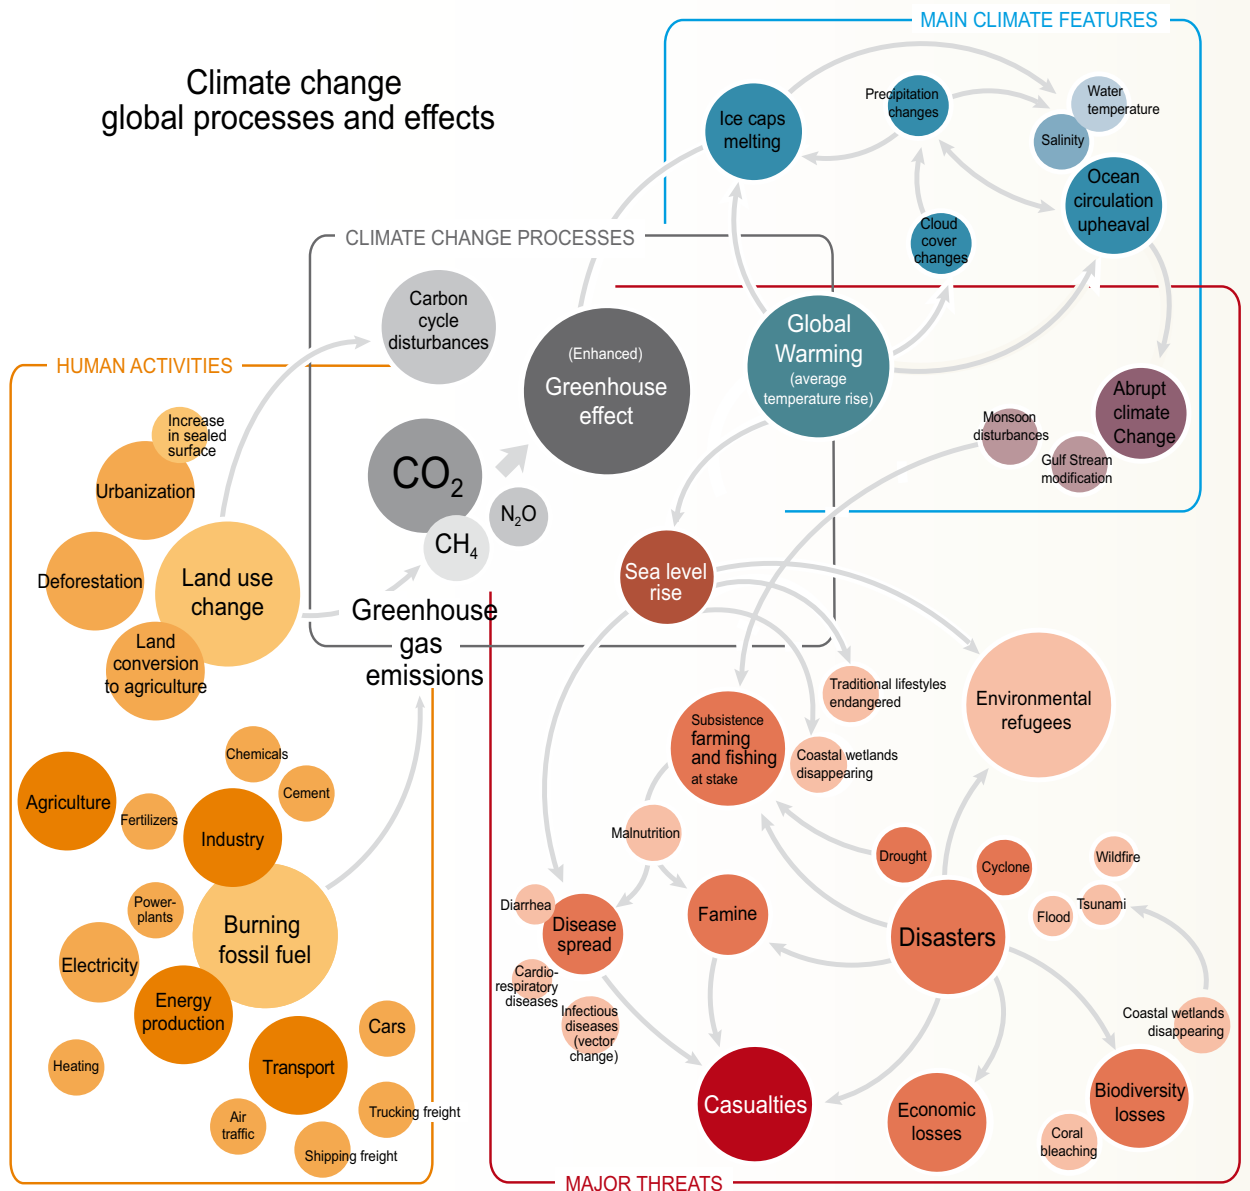 Climate change
global processes and effects
MAIN CLIMATE FEATURES
Ice caps
melting
Precipitation
changes
Water
temperature
Salinity
Ocean
circulation
upheaval
Cloud
cover
changes
CLIMATE CHANGE PROCESSES
Carbon
cycle
disturbances
(Enhanced)
Greenhouse
effect
Global
Warming
(average
temperature rise)
Abrupt
climate
Change
Monsoon
disturbances
Gulf Stream
modification
CO2
N2O
CH4
Greenhouse
gas
emissions
HUMAN ACTIVITIES
Increase
in sealed
surface
Urbanization
Deforestation
Land use
change
Land
conversion
to agriculture
Chemicals
Cement
Agriculture
Fertilizers
Industry
Power-
plants
Burning
fossil fuel
Electricity
Energy
production
Heating
Transport
Cars
Air
traffic
Trucking freight
Shipping freight
Sea level
rise
Traditional lifestyles
endangered
Environmental
refugees
Subsistence
farming
and fishing
at stake
Coastal wetlands
disappearing
Malnutrition
Drought
Cyclone
Wildfire
Diarrhea
Disease
spread
Famine
Disasters
Flood
Tsunami
Cardio-
respiratory
diseases
Infectious
diseases
(vector
change)
Coastal wetlands
disappearing
Casualties
Economic
losses
Biodiversity
losses
Coral
bleaching
MAJOR THREATS